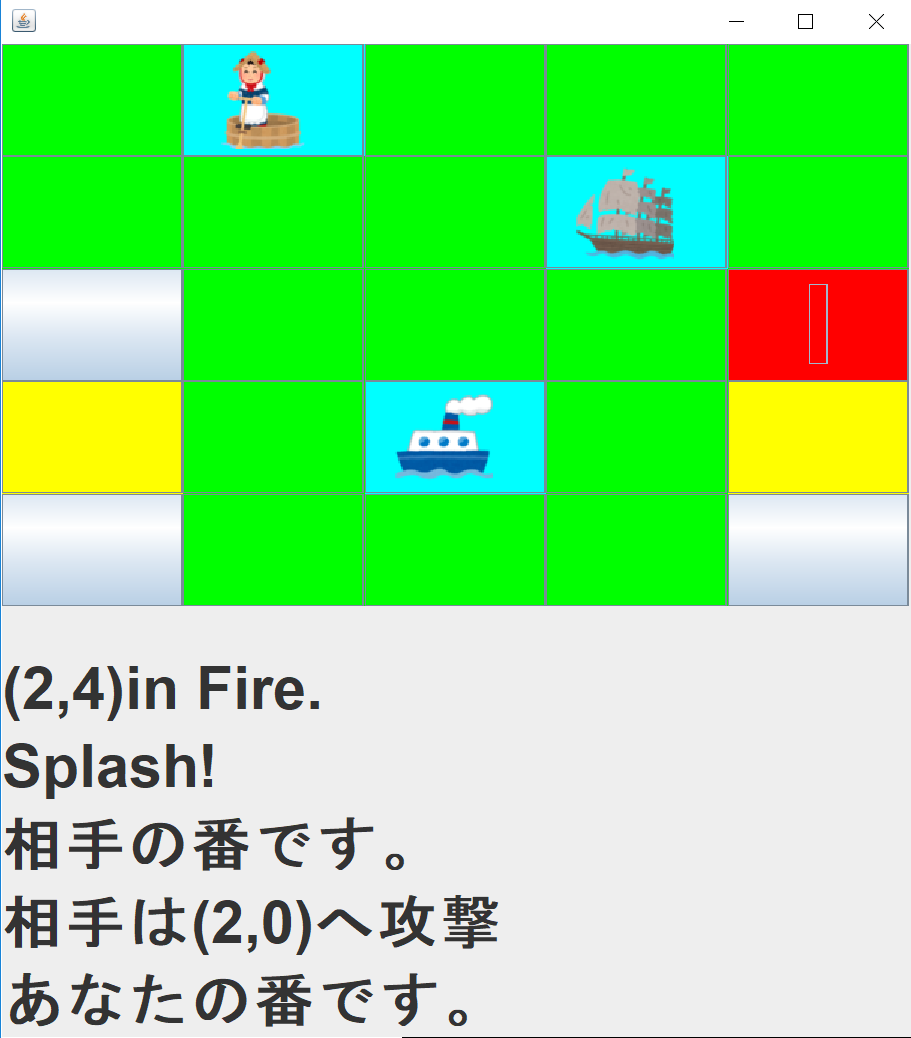 (2,4)in Fire.
Splash!
相手の番です。
相手は(2,0)へ攻撃
あなたの番です。